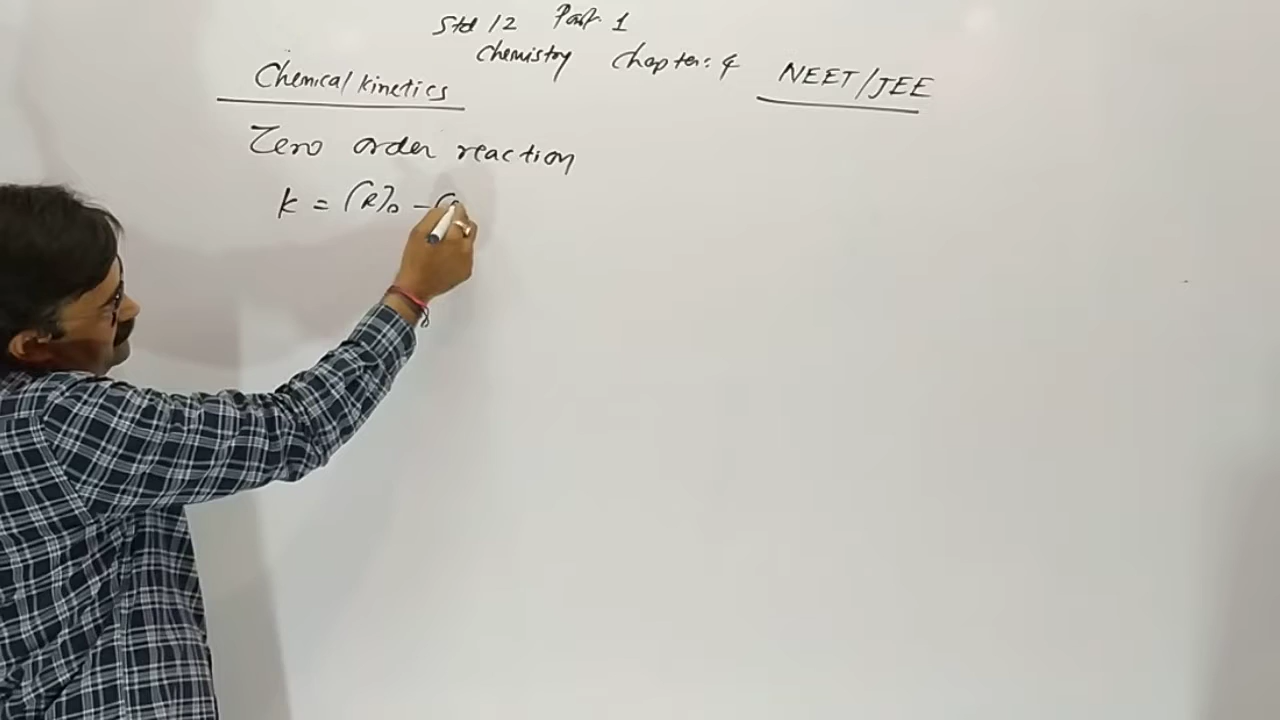 Std 12 Part 1
Chemistry Chapter: 4
NEET/JEE
Chemical kinetics
Zero order reaction
k = [R]₀ -